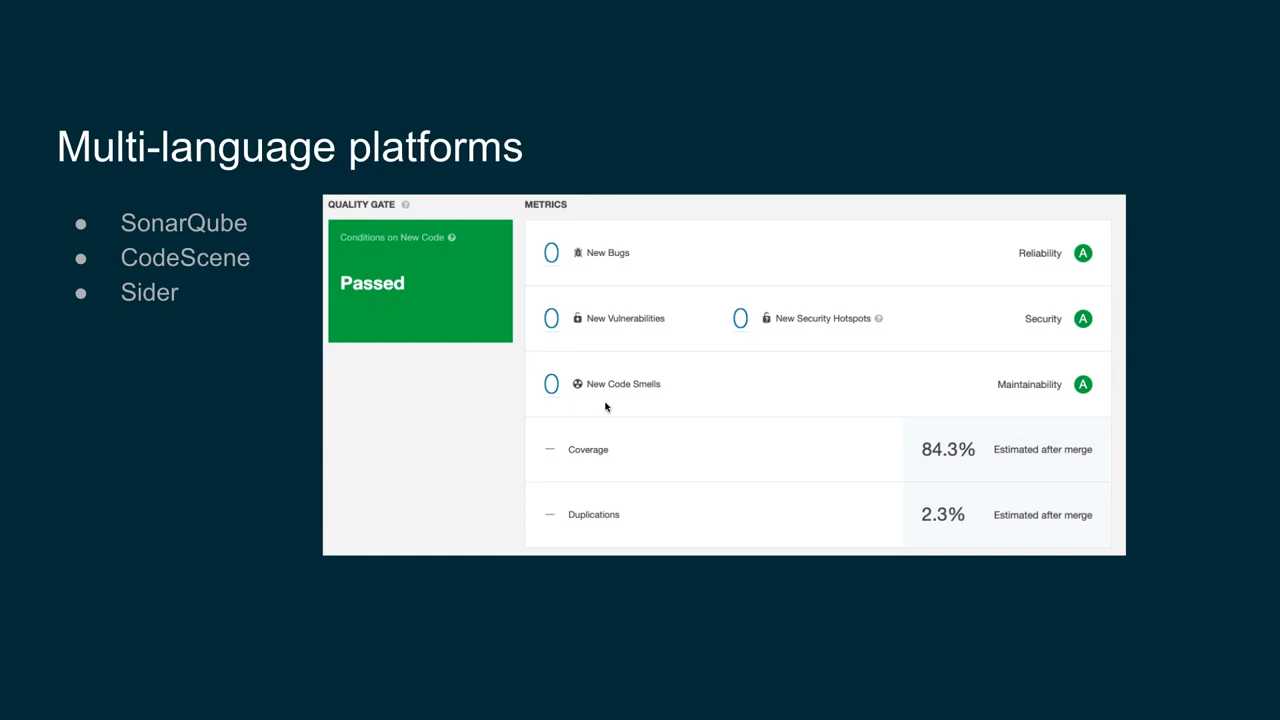 Multi-language platforms
● SonarQube
● CodeScene
● Sider
QUALITY GATE ?
Conditions on New Code ?
Passed
METRICS
0 New Bugs Reliability A
0 New Vulnerabilities 0 New Security Hotspots ? Security A
0 New Code Smells Maintainability A
— Coverage 84.3% Estimated after merge
— Duplications 2.3% Estimated after merge